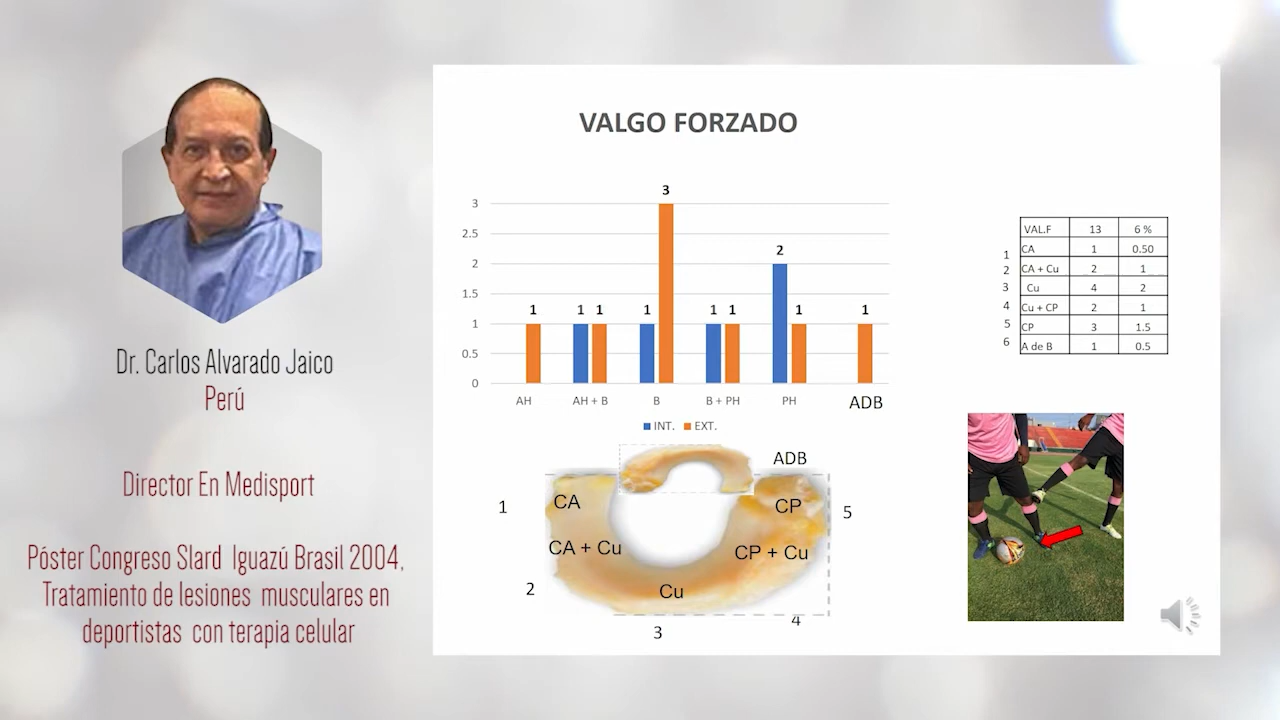 Dr. Carlos Alvarado Jaico
Perú
Director En Medisport
Póster Congreso Slard Iguazú Brasil 2004,
Tratamiento de lesiones musculares en
deportistas con terapia celular
VALGO FORZADO
3
2.5
2
1.5
1
0.5
0
1
1 1
1 3
1 1
2 1
1
AH
AH + B
B
B + PH
PH
ADB
INT. EXT.
VAL.F 13 6 %
1 CA 1 0.50
2 CA + Cu 2 1
3 Cu 4 2
4 Cu + CP 2 1
5 CP 3 1.5
6 A de B 1 0.5
ADB
1 CA CP 5
CA + Cu CP + Cu
2 Cu
3 4